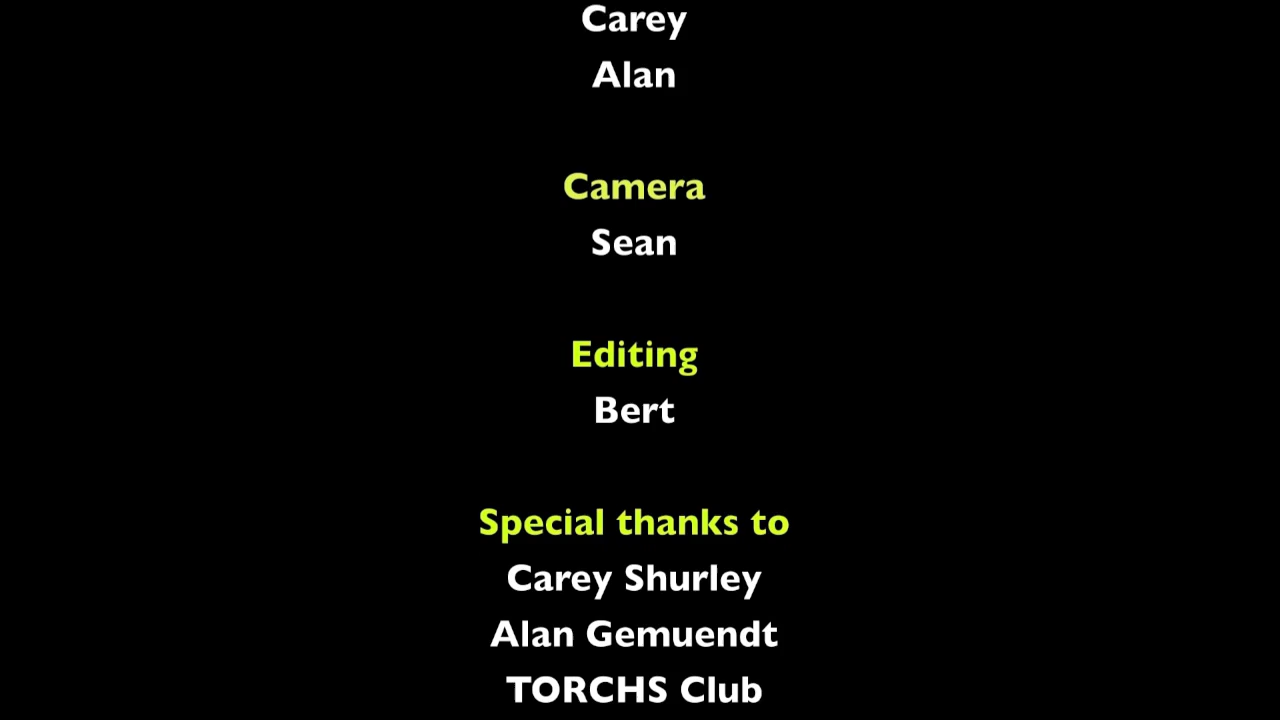 Carey
Alan
Camera
Sean
Editing
Bert
Special thanks to
Carey Shurley
Alan Gemuendt
TORCHS Club